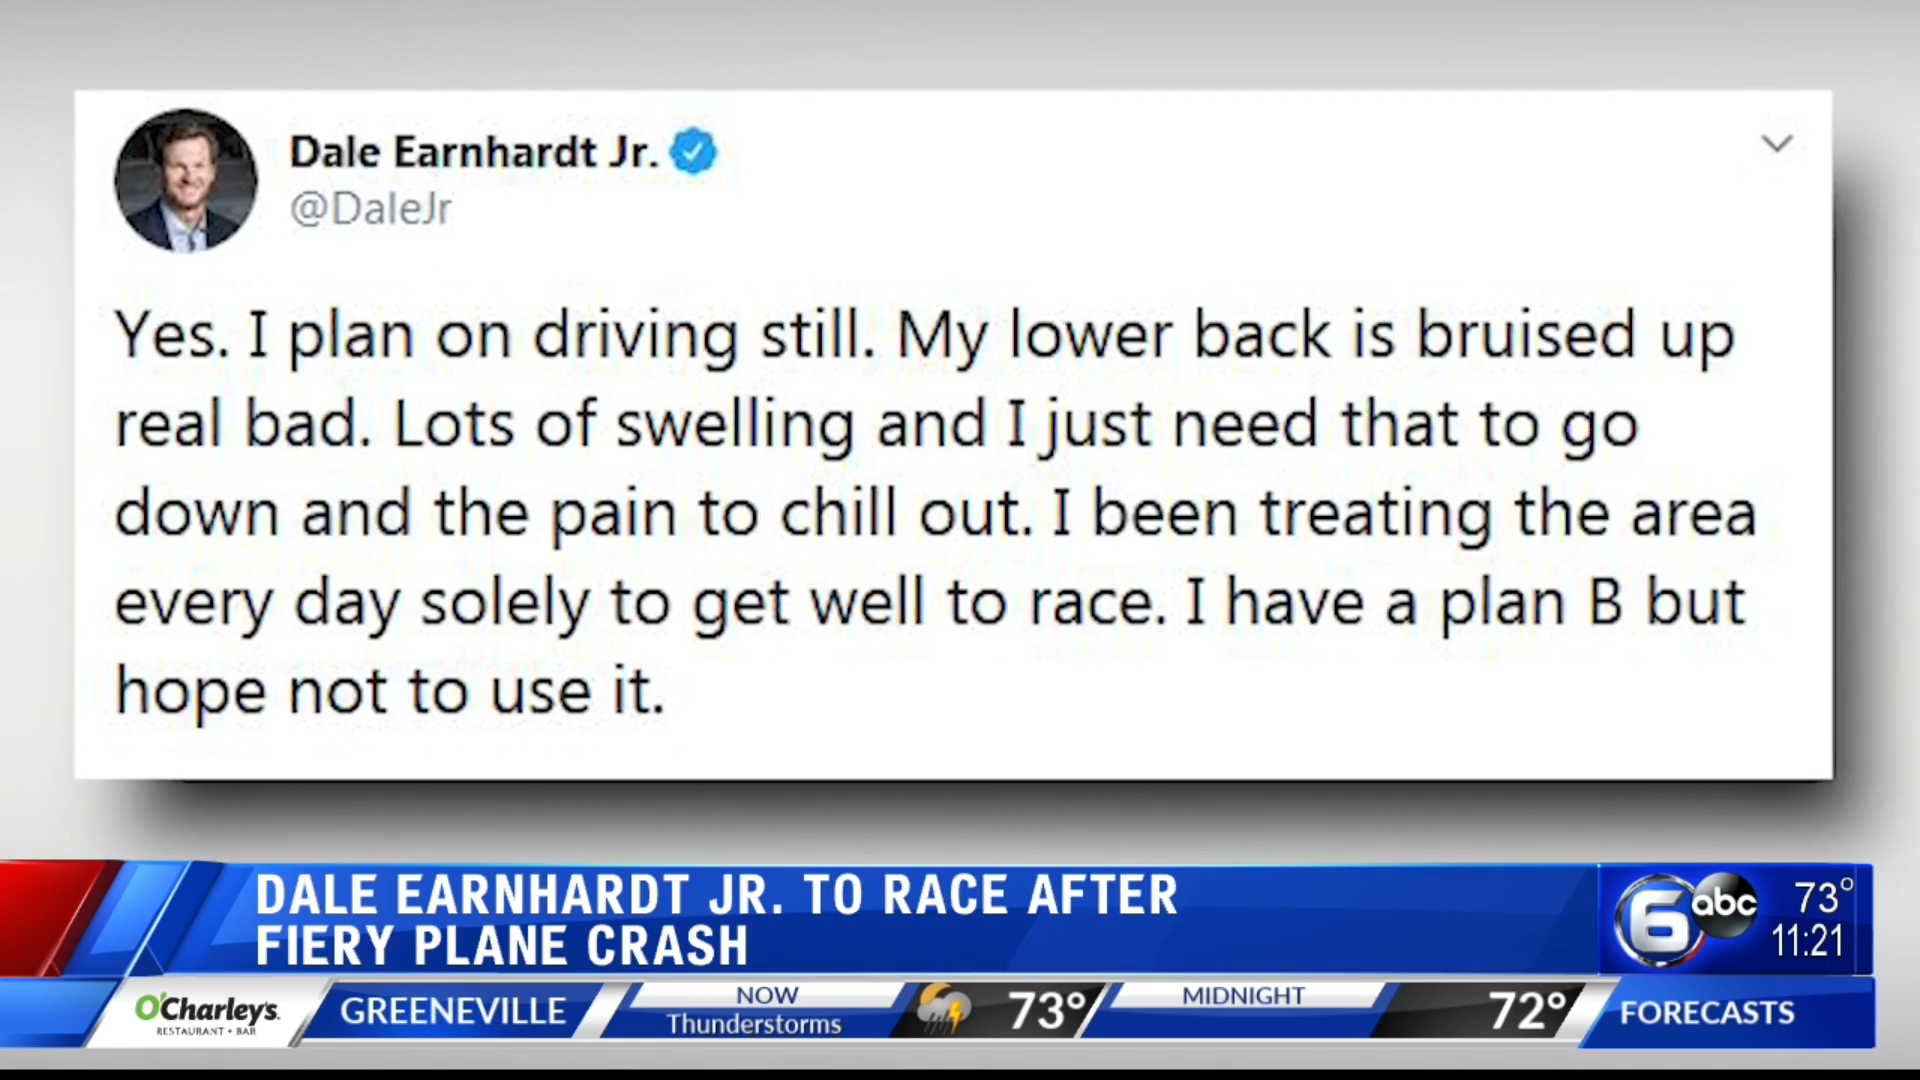 Dale Earnhardt Jr.
@DaleJr
Yes. I plan on driving still. My lower back is bruised up
real bad. Lots of swelling and I just need that to go
down and the pain to chill out. I been treating the area
every day solely to get well to race. I have a plan B but
hope not to use it.
DALE EARNHARDT JR. TO RACE AFTER
FIERY PLANE CRASH
6 abc
73°
11:21
O'Charley's
RESTAURANT + BAR
GREENEVILLE
NOW
Thunderstorms
73°
MIDNIGHT
72°
FORECASTS